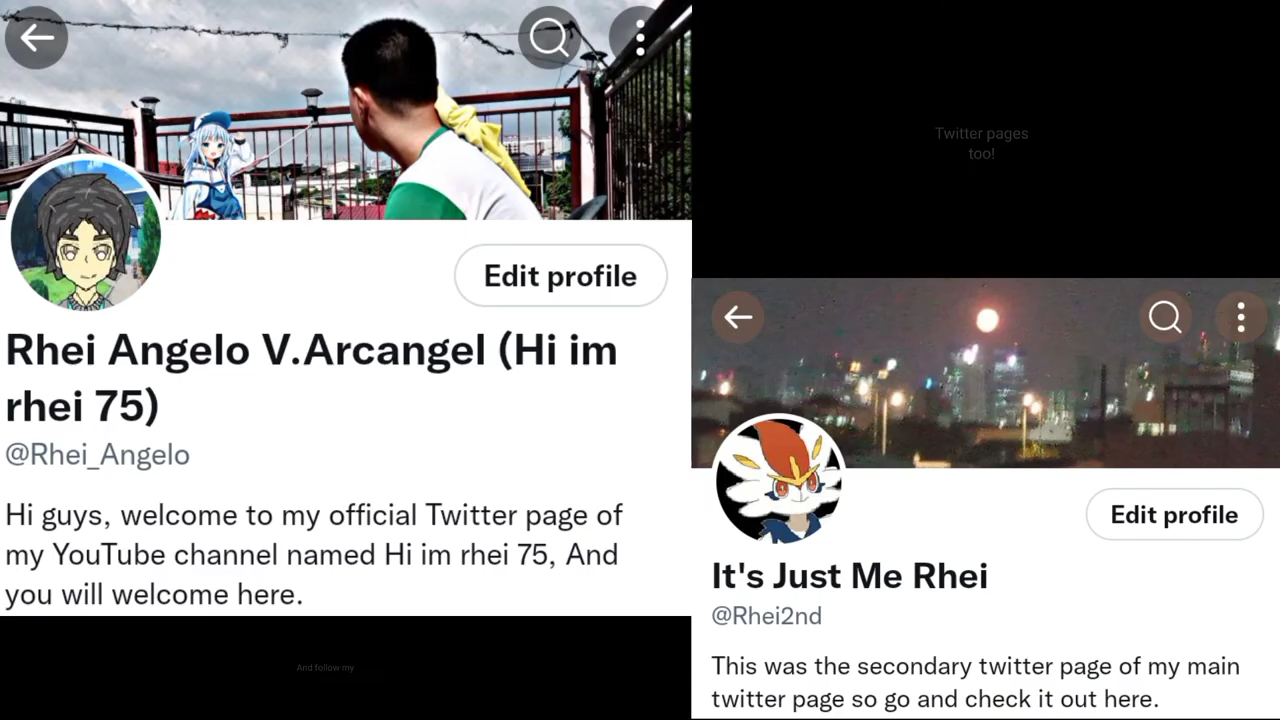 Edit profile
Rhei Angelo V.Arcangel (Hi im
rhei 75)
@Rhei_Angelo
Hi guys, welcome to my official Twitter page of
my YouTube channel named Hi im rhei 75, And
you will welcome here.
And follow my
Twitter pages
too!
Edit profile
It's Just Me Rhei
@Rhei2nd
This was the secondary twitter page of my main
twitter page so go and check it out here.